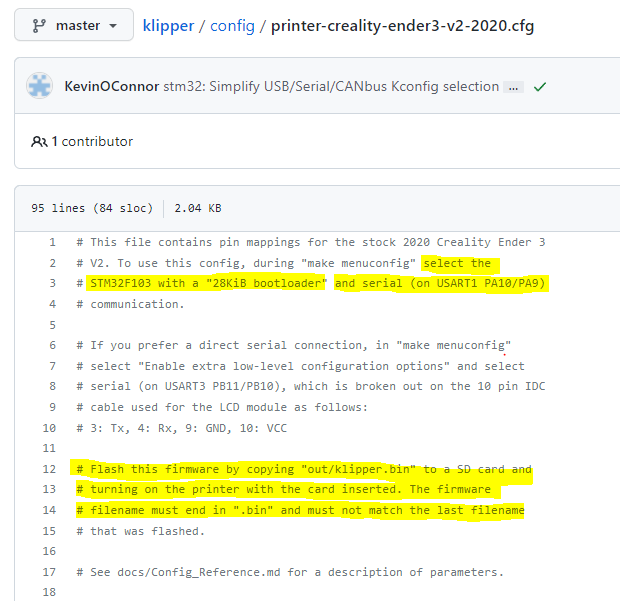 master klipper / config / printer-creality-ender3-v2-2020.cfg
KevinOConnor stm32: Simplify USB/Serial/CANbus Kconfig selection ...
1 contributor
95 lines (84 sloc) 2.04 KB
1 # This file contains pin mappings for the stock 2020 Creality Ender 3
2 # V2. To use this config, during "make menuconfig" select the
3 # STM32F103 with a "28KiB bootloader" and serial (on USART1 PA10/PA9)
4 # communication.
5
6 # If you prefer a direct serial connection, in "make menuconfig"
7 # select "Enable extra low-level configuration options" and select
8 # serial (on USART3 PB11/PB10), which is broken out on the 10 pin IDC
9 # cable used for the LCD module as follows:
10 # 3: Tx, 4: Rx, 9: GND, 10: VCC
11
12 # Flash this firmware by copying "out/klipper.bin" to a SD card and
13 # turning on the printer with the card inserted. The firmware
14 # filename must end in ".bin" and must not match the last filename
15 # that was flashed.
16
17 # See docs/Config_Reference.md for a description of parameters.
18